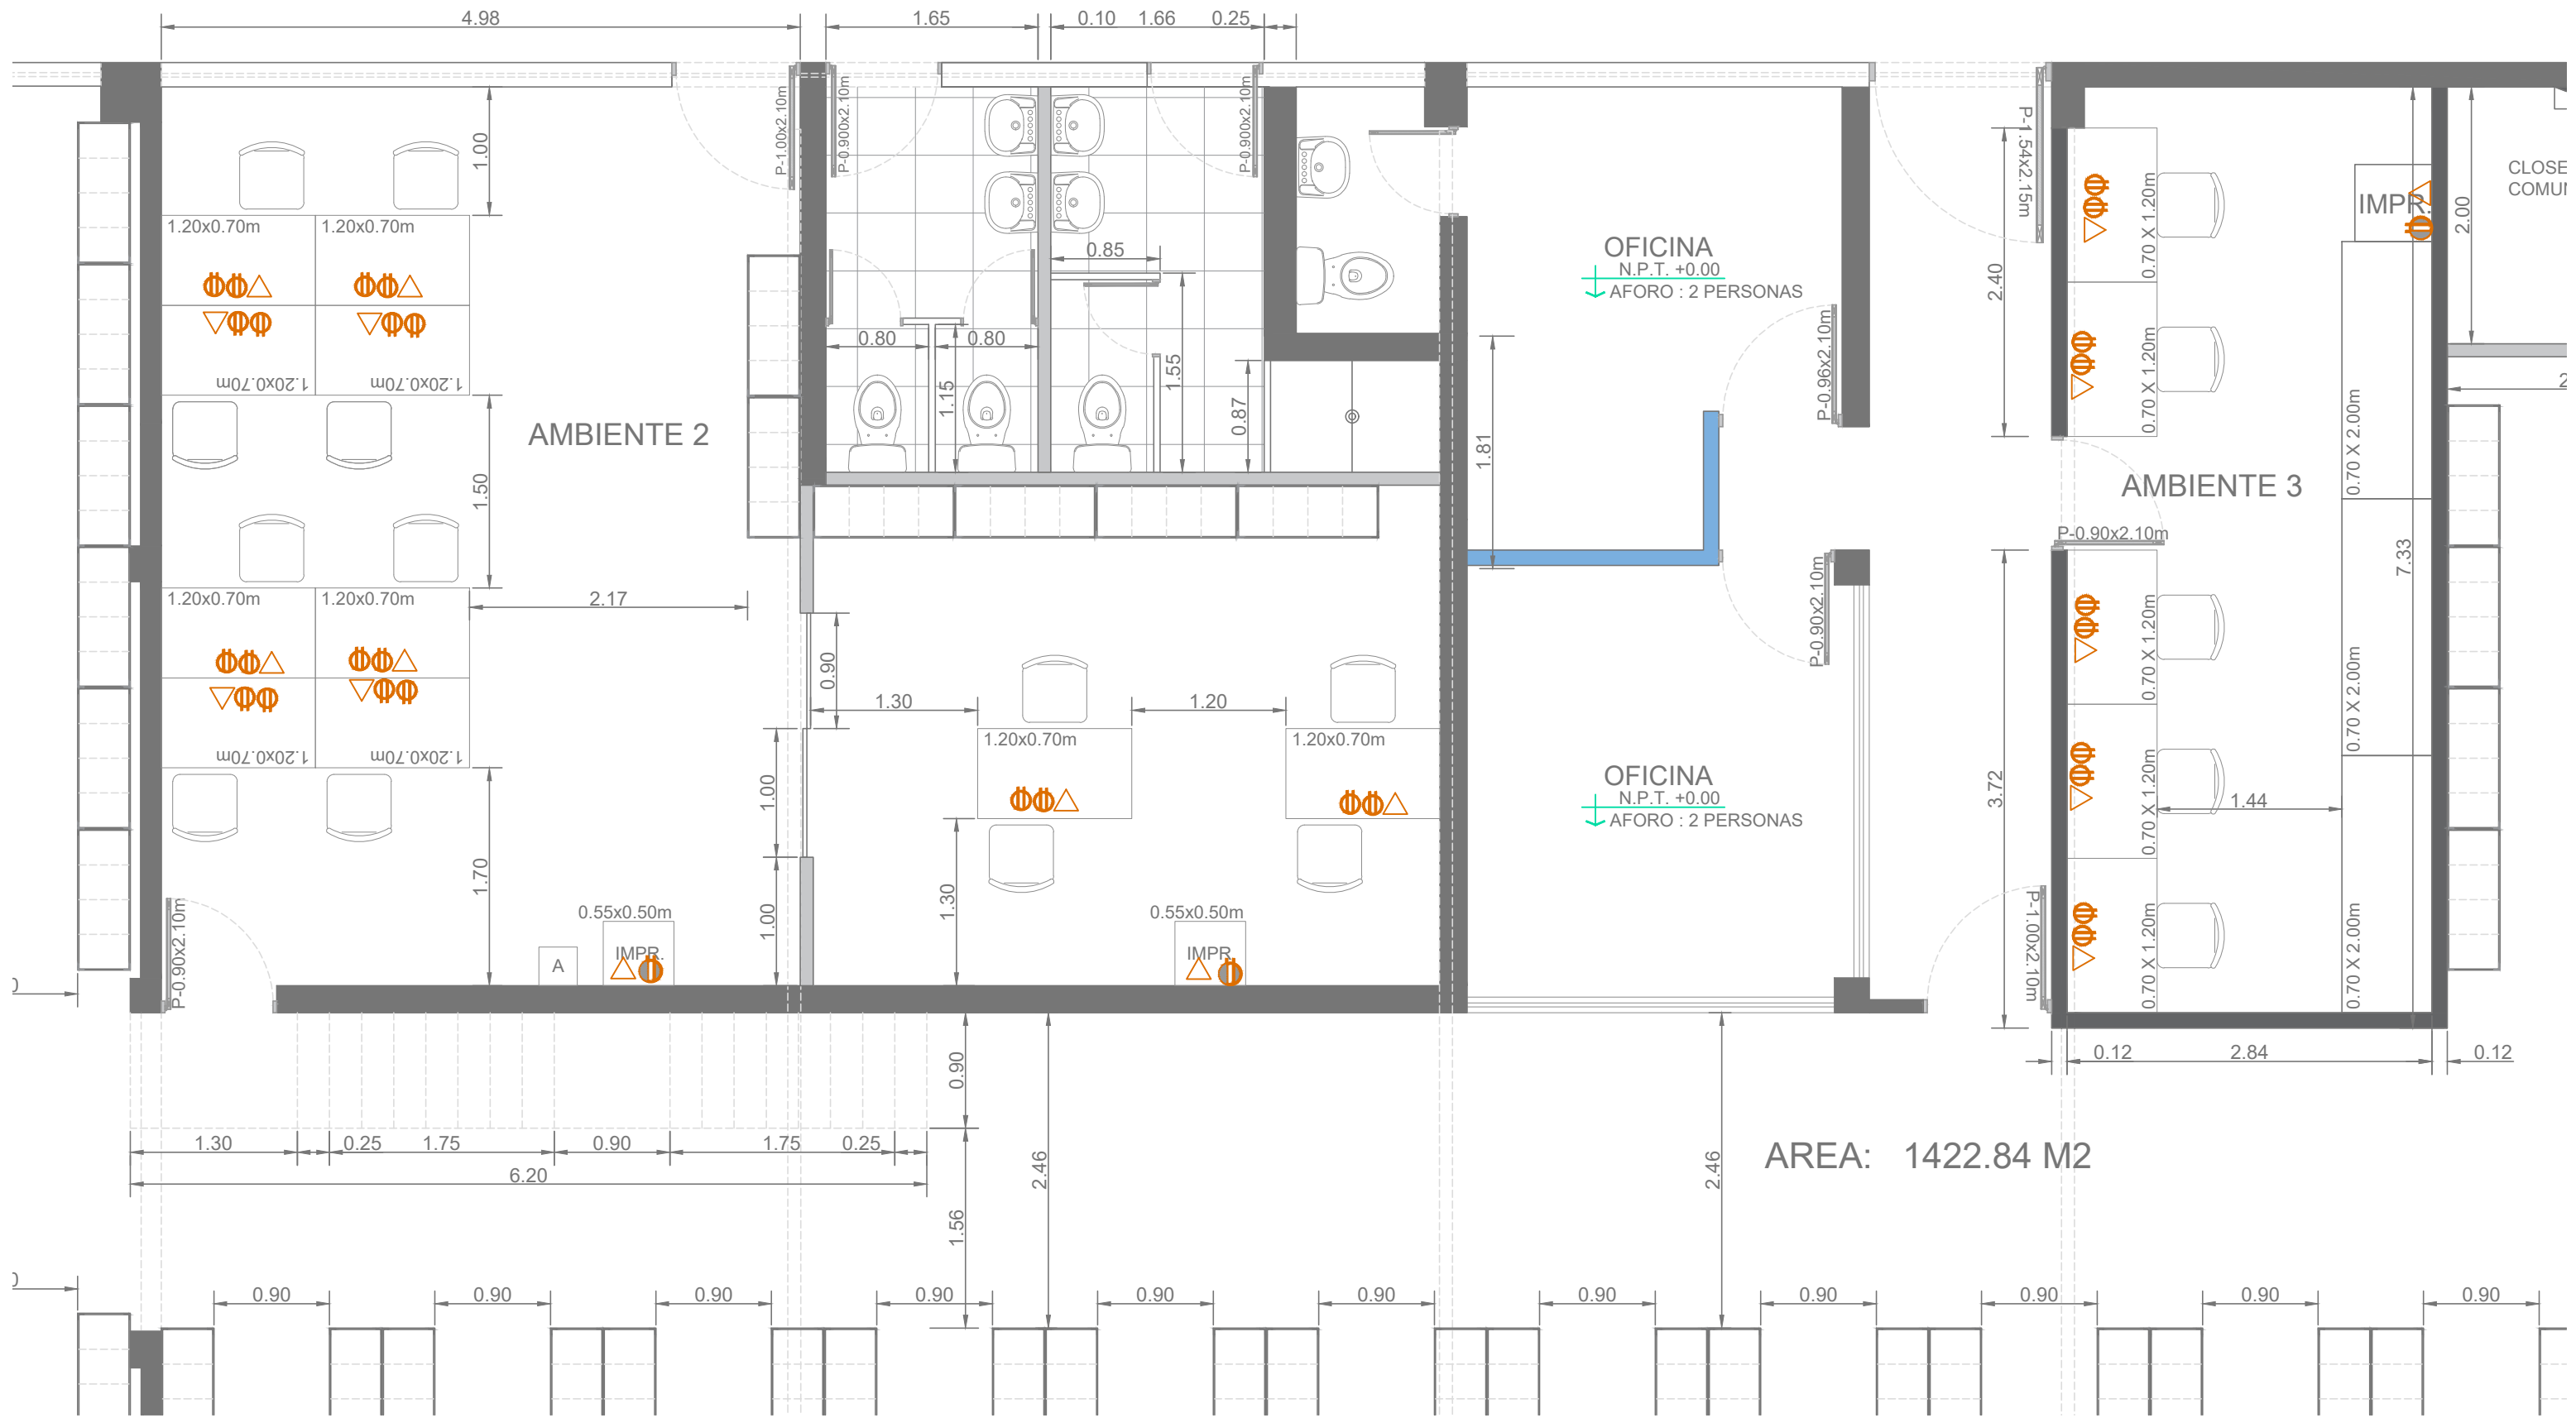 4.98
1.65
0.10
1.66
0.25
P-1.00x2.10m
P-0.900x2.10m
P-0.900x2.10m
P-1.54x2.15m
1.00
1.20x0.70m
1.20x0.70m
1.20x0.70m
1.20x0.70m
AMBIENTE 2
1.50
0.85
0.80
0.80
1.15
1.55
0.87
OFICINA
N.P.T. +0.00
AFORO : 2 PERSONAS
P-0.96x2.10m
1.81
2.40
0.70 X 1.20m
0.70 X 1.20m
IMPR.
2.00
CLOSE
COMU
2
0.70 X 2.00m
AMBIENTE 3
P-0.90x2.10m
7.33
1.20x0.70m
1.20x0.70m
1.20x0.70m
1.20x0.70m
2.17
0.90
1.30
1.20
1.20x0.70m
1.20x0.70m
P-0.90x2.10m
0.70 X 1.20m
0.70 X 2.00m
1.00
OFICINA
N.P.T. +0.00
AFORO : 2 PERSONAS
3.72
0.70 X 1.20m
1.44
1.70
1.00
1.30
P-0.90x2.10m
0.55x0.50m
IMPR.
A
0.55x0.50m
IMPR.
P-1.00x2.10m
0.70 X 1.20m
0.70 X 2.00m
0
0.12
2.84
0.12
0.90
1.30
0.25
1.75
0.90
1.75
0.25
6.20
2.46
2.46
1.56
AREA: 1422.84 M2
0
0.90
0.90
0.90
0.90
0.90
0.90
0.90
0.90
0.90
0.90
0.90